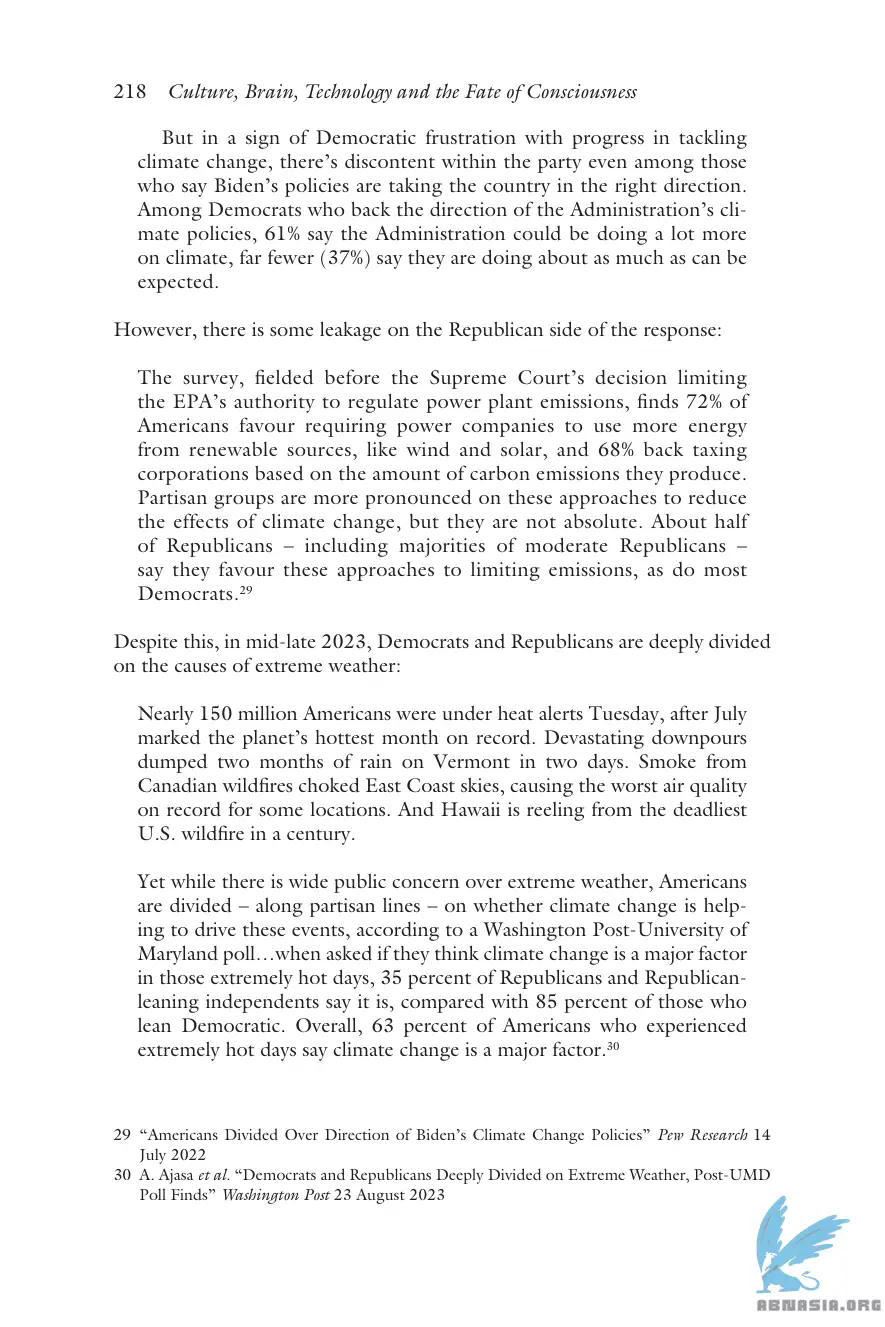 218 Culture, Brain, Technology and the Fate of Consciousness
But in a sign of Democratic frustration with progress in tackling
climate change, there's discontent within the party even among those
who say Biden's policies are taking the country in the right direction.
Among Democrats who back the direction of the Administration's cli-
mate policies, 61% say the Administration could be doing a lot more
on climate, far fewer (37%) say they are doing about as much as can be
expected.
However, there is some leakage on the Republican side of the response:
The survey, fielded before the Supreme Court's decision limiting
the EPA's authority to regulate power plant emissions, finds 72% of
Americans favour requiring power companies to use more energy
from renewable sources, like wind and solar, and 68% back taxing
corporations based on the amount of carbon emissions they produce.
Partisan groups are more pronounced on these approaches to reduce
the effects of climate change, but they are not absolute. About half
of Republicans – including majorities of moderate Republicans –
say they favour these approaches to limiting emissions, as do most
Democrats.²⁹
Despite this, in mid-late 2023, Democrats and Republicans are deeply divided
on the causes of extreme weather:
Nearly 150 million Americans were under heat alerts Tuesday, after July
marked the planet's hottest month on record. Devastating downpours
dumped two months of rain on Vermont in two days. Smoke from
Canadian wildfires choked East Coast skies, causing the worst air quality
on record for some locations. And Hawaii is reeling from the deadliest
U.S. wildfire in a century.
Yet while there is wide public concern over extreme weather, Americans
are divided – along partisan lines – on whether climate change is help-
ing to drive these events, according to a Washington Post-University of
Maryland poll…when asked if they think climate change is a major factor
in those extremely hot days, 35 percent of Republicans and Republican-
leaning independents say it is, compared with 85 percent of those who
lean Democratic. Overall, 63 percent of Americans who experienced
extremely hot days say climate change is a major factor.³⁰
29 “Americans Divided Over Direction of Biden's Climate Change Policies” Pew Research 14
July 2022
30 A. Ajasa et al. “Democrats and Republicans Deeply Divided on Extreme Weather, Post-UMD
Poll Finds” Washington Post 23 August 2023
ABNASIA.ORG